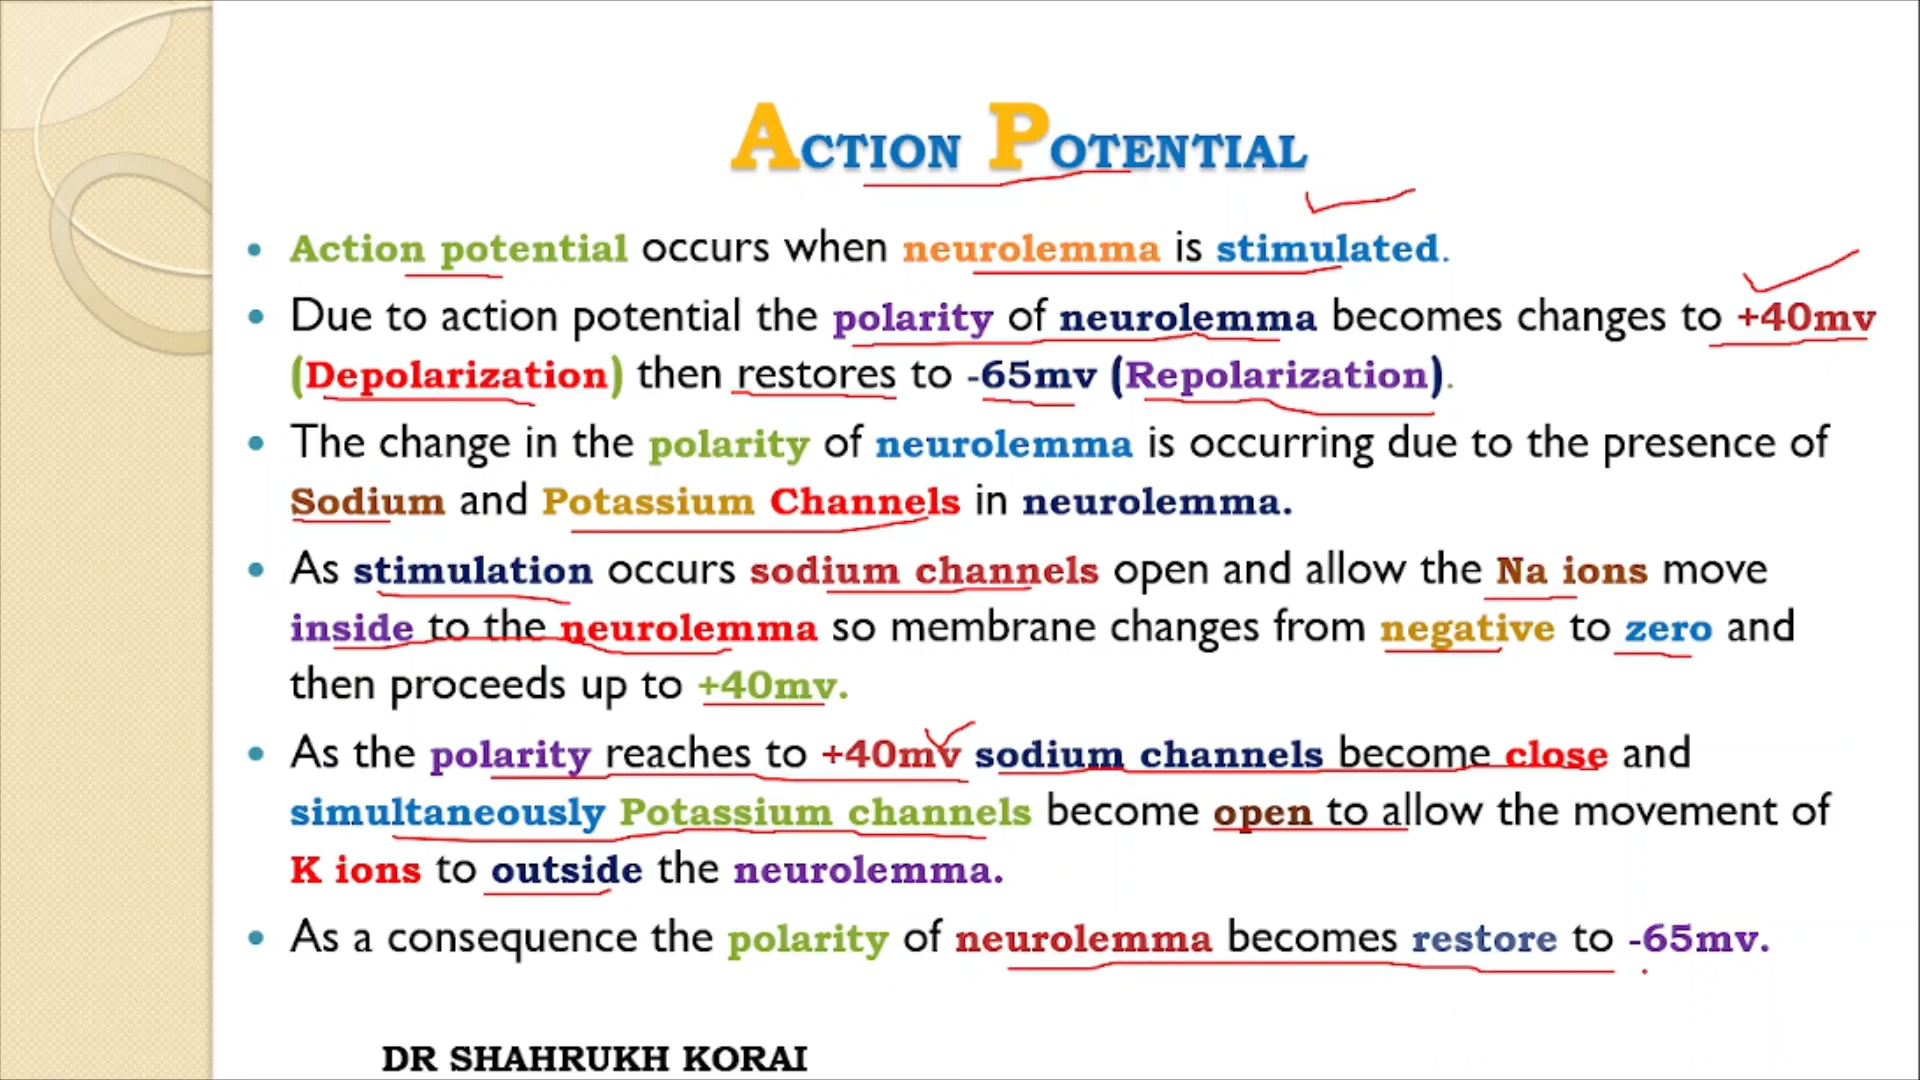 ACTION POTENTIAL
• Action potential occurs when neurolemma is stimulated.
• Due to action potential the polarity of neurolemma becomes changes to +40mv
(Depolarization) then restores to -65mv (Repolarization).
• The change in the polarity of neurolemma is occurring due to the presence of
Sodium and Potassium Channels in neurolemma.
• As stimulation occurs sodium channels open and allow the Na ions move
inside to the neurolemma so membrane changes from negative to zero and
then proceeds up to +40mv.
• As the polarity reaches to +40mv sodium channels become close and
simultaneously Potassium channels become open to allow the movement of
K ions to outside the neurolemma.
• As a consequence the polarity of neurolemma becomes restore to -65mv.
DR SHAHRUKH KORAI